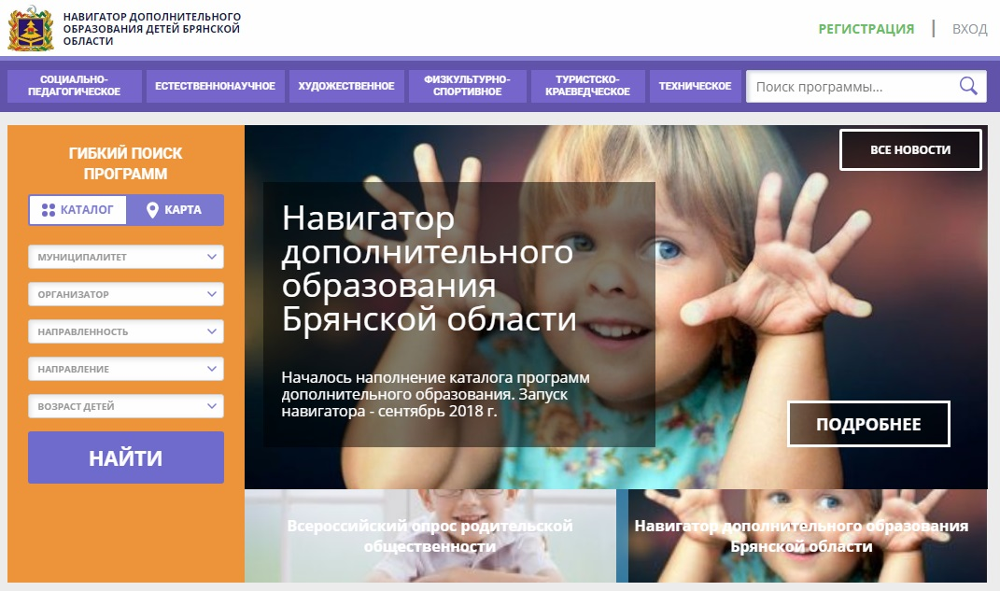 НАВИГАТОР ДОПОЛНИТЕЛЬНОГО
ОБРАЗОВАНИЯ ДЕТЕЙ БРЯНСКОЙ
ОБЛАСТИ
РЕГИСТРАЦИЯ | ВХОД
СОЦИАЛЬНО-
ПЕДАГОГИЧЕСКОЕ
ЕСТЕСТВЕННОНАУЧНОЕ
ХУДОЖЕСТВЕННОЕ
ФИЗКУЛЬТУРНО-
СПОРТИВНОЕ
ТУРИСТСКО-
КРАЕВЕДЧЕСКОЕ
ТЕХНИЧЕСКОЕ
Поиск программы...
ГИБКИЙ ПОИСК
ПРОГРАММ
КАТАЛОГ
КАРТА
МУНИЦИПАЛИТЕТ
ОРГАНИЗАТОР
НАПРАВЛЕННОСТЬ
НАПРАВЛЕНИЕ
ВОЗРАСТ ДЕТЕЙ
НАЙТИ
ВСЕ НОВОСТИ
Навигатор
дополнительного
образования
Брянской области
Началось наполнение каталога программ
дополнительного образования. Запуск
навигатора - сентябрь 2018 г.
ПОДРОБНЕЕ
Всероссийский опрос родительской
общественности
Навигатор дополнительного образования
Брянской области